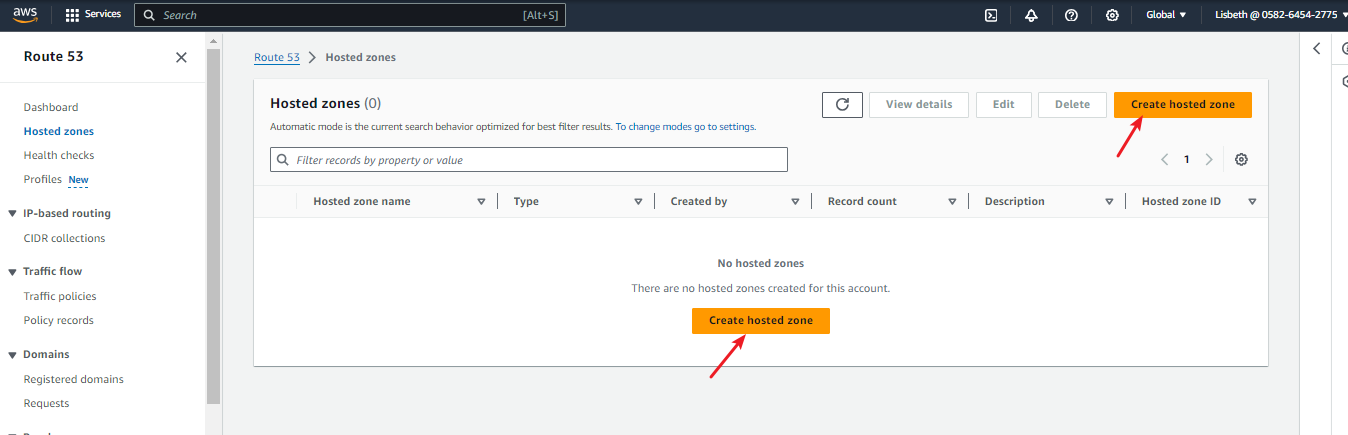 aws
Services
Search
[Alt+S]
Global
Lisbeth @ 0582-6454-2775
Route 53
Dashboard
Hosted zones
Health checks
Profiles New
IP-based routing
CIDR collections
Traffic flow
Traffic policies
Policy records
Domains
Registered domains
Requests
Route 53 > Hosted zones
Hosted zones (0)
View details
Edit
Delete
Create hosted zone
Automatic mode is the current search behavior optimized for best filter results. To change modes go to settings.
Filter records by property or value
1
Hosted zone name
Type
Created by
Record count
Description
Hosted zone ID
No hosted zones
There are no hosted zones created for this account.
Create hosted zone